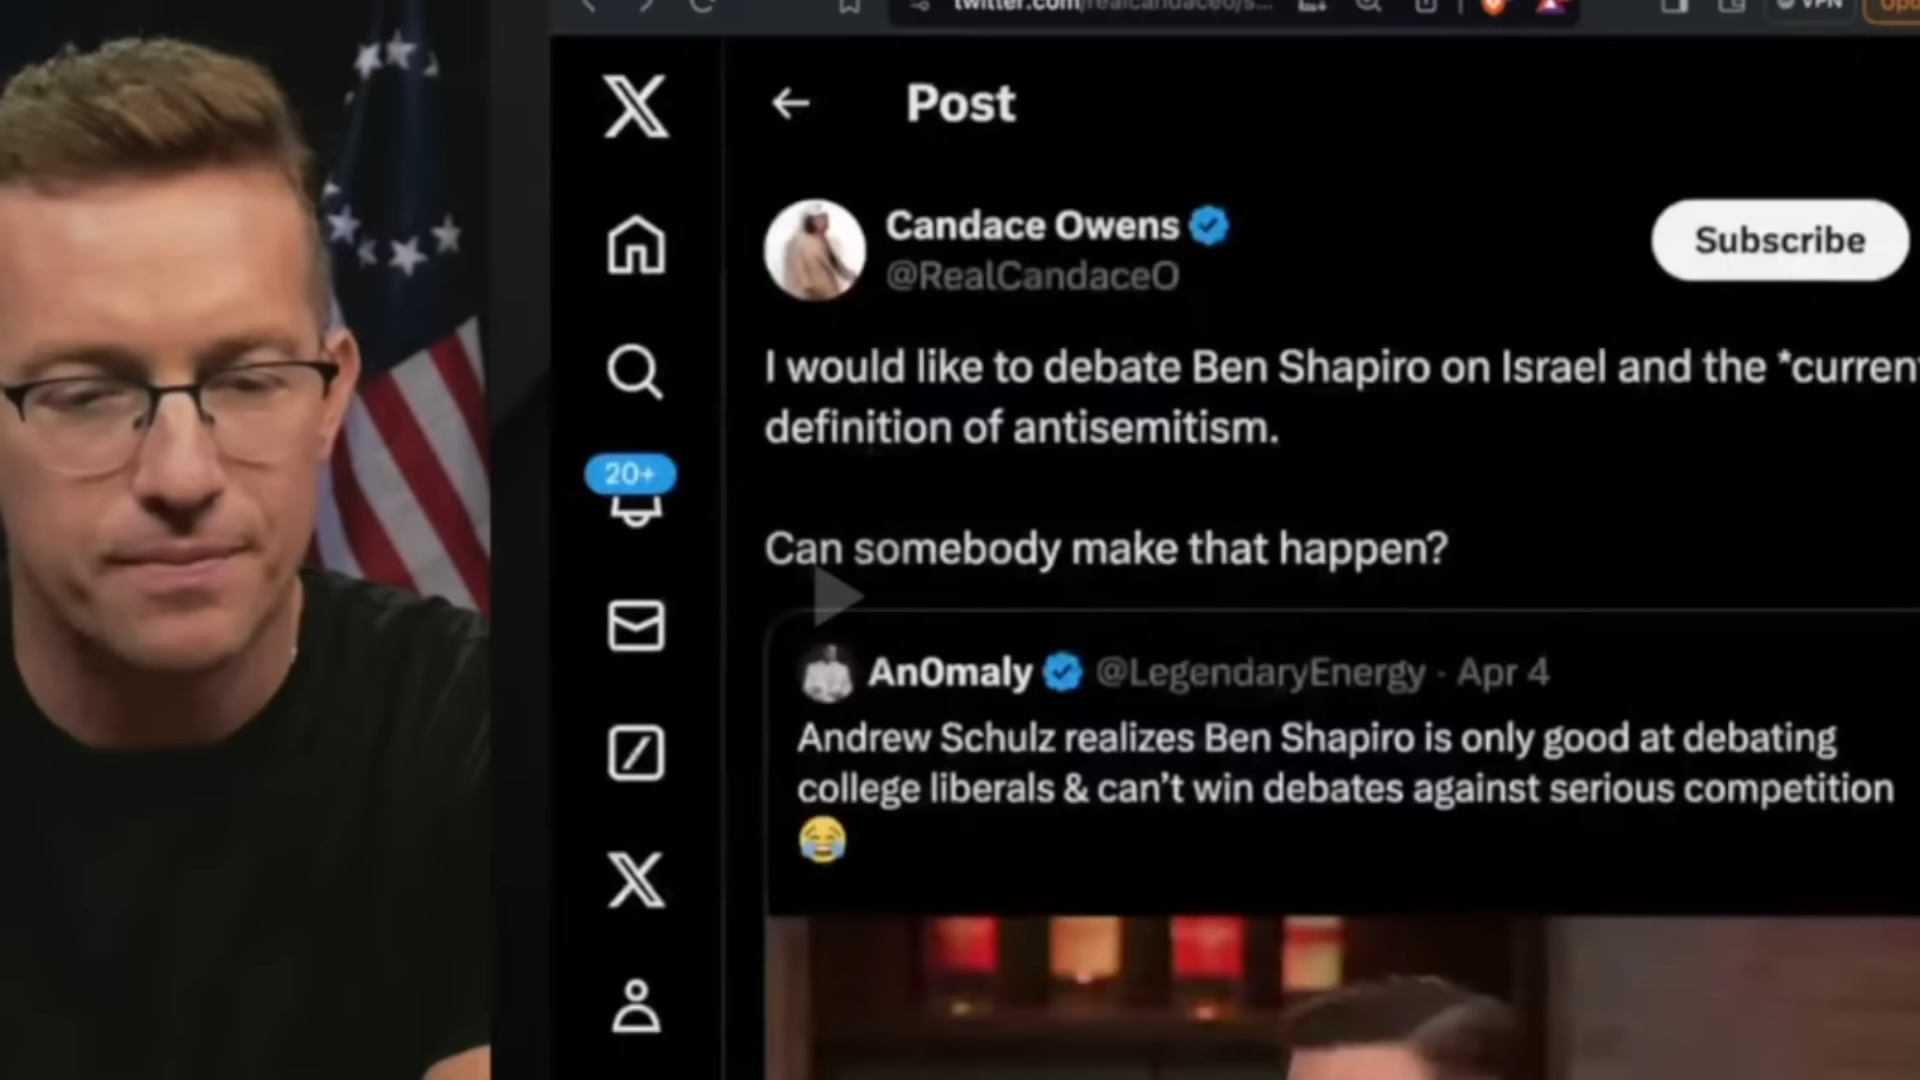 twitter.com/realcandaceo/s...
VPN
Post
Candace Owens
@RealCandaceO
Subscribe
I would like to debate Ben Shapiro on Israel and the *current
definition of antisemitism.
20+
Can somebody make that happen?
An0maly @LegendaryEnergy · Apr 4
Andrew Schulz realizes Ben Shapiro is only good at debating
college liberals & can't win debates against serious competition
😂